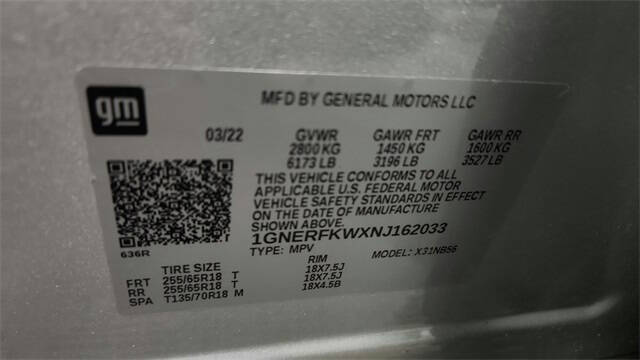 gm
MFD BY GENERAL MOTORS LLC
03/22 GVWR GAWR FRT GAWR RR
2800 KG 1450 KG 1600 KG
6173 LB 3196 LB 3527 LB
THIS VEHICLE CONFORMS TO ALL
APPLICABLE U.S. FEDERAL MOTOR
VEHICLE SAFETY STANDARDS IN EFFECT
ON THE DATE OF MANUFACTURE
1GNERFKWXNJ162033
636R
TYPE: MPV MODEL: X31NB56
TIRE SIZE RIM
FRT 255/65R18 T 18X7.5J
RR 255/65R18 T 18X7.5J
SPA T135/70R18 M 18X4.5B